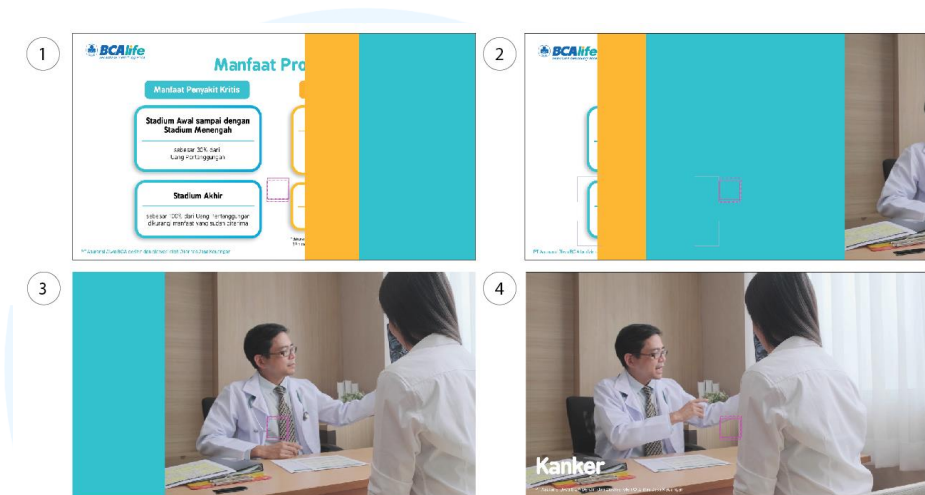 1
BCAlife
Manfaat Pro
Manfaat Penyakit Kritis
Stadium Awal sampai dengan
Stadium Menengah
sebesar 30% dari
Uang Pertanggungan
Stadium Akhir
sebesar 100% dari Uang Pertanggungan
dikurangi manfaat yang sudah diterima
2
BCAlife
3
4
Kanker